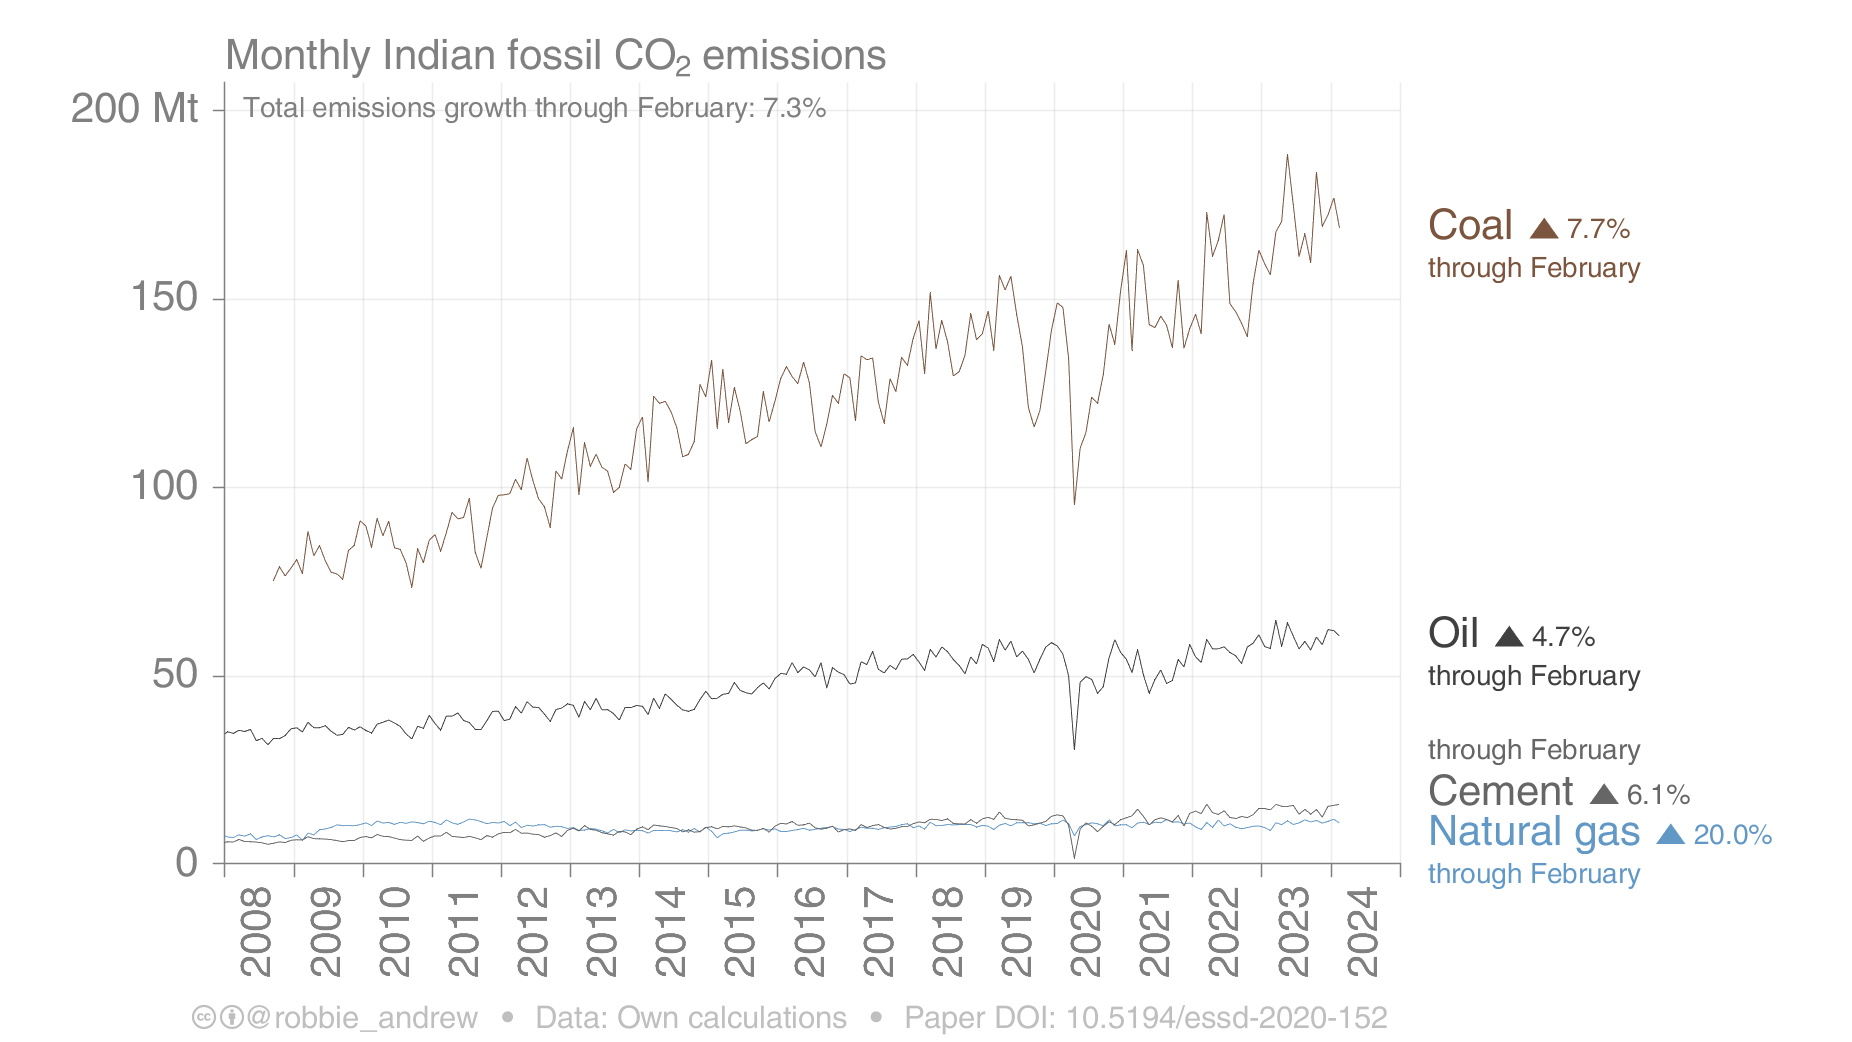 Monthly Indian fossil CO₂ emissions
Total emissions growth through February: 7.3%
200 Mt
150
100
50
0
Coal ▲ 7.7%
through February
Oil ▲ 4.7%
through February
through February
Cement ▲ 6.1%
Natural gas ▲ 20.0%
through February
2008
2009
2010
2011
2012
2013
2014
2015
2016
2017
2018
2019
2020
2021
2022
2023
2024
@robbie_andrew • Data: Own calculations • Paper DOI: 10.5194/essd-2020-152